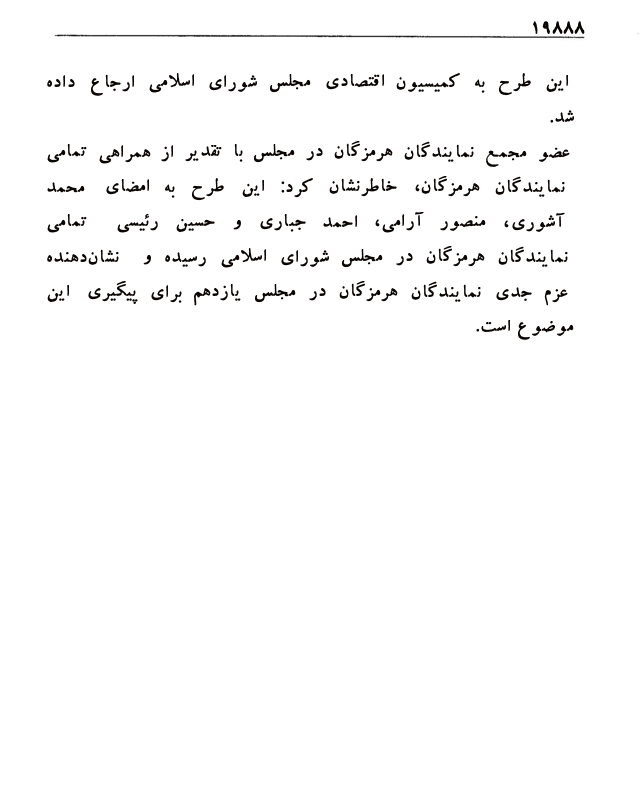 ۱۹۸۸۸
این طرح به کمیسیون اقتصادی مجلس شورای اسلامی ارجاع داده
شد.
عضو مجمع نمایندگان هرمزگان در مجلس با تقدیر از همراهی تمامی
نمایندگان هرمزگان، خاطرنشان کرد: این طرح به امضای محمد
آشوری، منصور آرامی، احمد جباری و حسین رئیسی تمامی
نمایندگان هرمزگان در مجلس شورای اسلامی رسیده و نشان‌دهنده
عزم جدی نمایندگان هرمزگان در مجلس یازدهم برای پیگیری این
موضوع است.